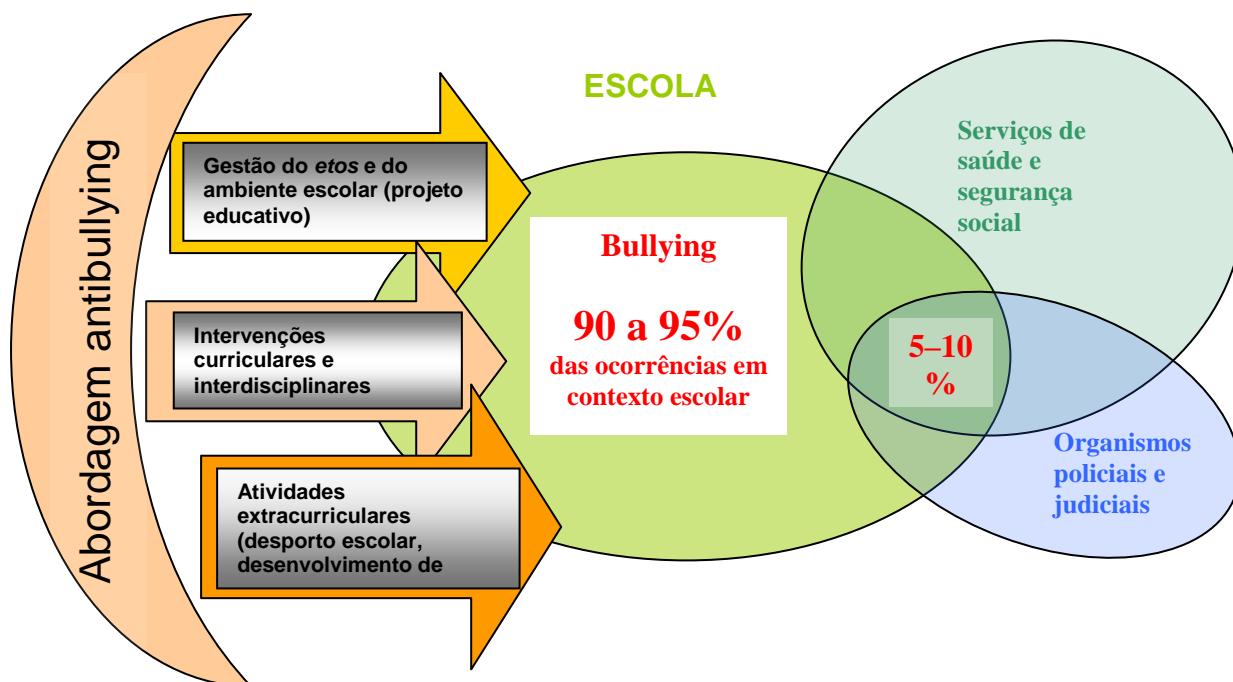 Abordagem antibullying
ESCOLA
Gestão do etos e do
ambiente escolar (projeto
educativo)
Intervenções
curriculares e
interdisciplinares
Atividades
extracurriculares
(desporto escolar,
desenvolvimento de
Bullying
90 a 95%
das ocorrências em
contexto escolar
Serviços de
saúde e
segurança
social
5–10
%
Organismos
policiais e
judiciais